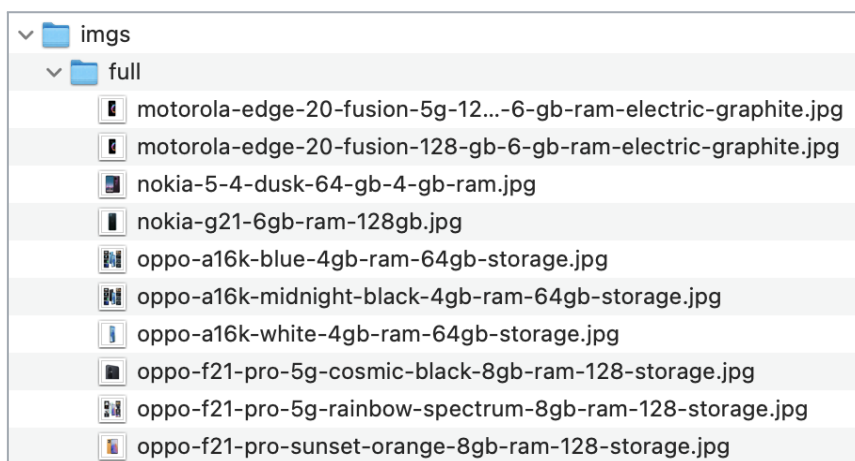 imgs
full
motorola-edge-20-fusion-5g-12...-6-gb-ram-electric-graphite.jpg
motorola-edge-20-fusion-128-gb-6-gb-ram-electric-graphite.jpg
nokia-5-4-dusk-64-gb-4-gb-ram.jpg
nokia-g21-6gb-ram-128gb.jpg
oppo-a16k-blue-4gb-ram-64gb-storage.jpg
oppo-a16k-midnight-black-4gb-ram-64gb-storage.jpg
oppo-a16k-white-4gb-ram-64gb-storage.jpg
oppo-f21-pro-5g-cosmic-black-8gb-ram-128-storage.jpg
oppo-f21-pro-5g-rainbow-spectrum-8gb-ram-128-storage.jpg
oppo-f21-pro-sunset-orange-8gb-ram-128-storage.jpg